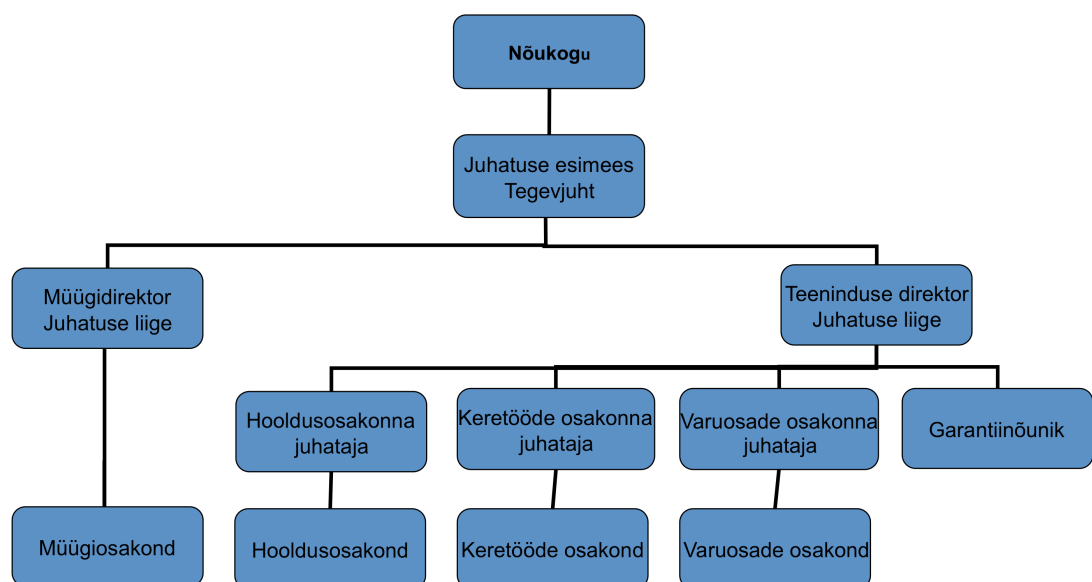 Nõukogu
Juhatuse esimees
Tegevjuht
Müügidirektor
Juhatuse liige
Teeninduse direktor
Juhatuse liige
Hooldusosakonna
juhataja
Keretööde osakonna
juhataja
Varuosade osakonna
juhataja
Garantiinõunik
Müügiosakond
Hooldusosakond
Keretööde osakond
Varuosade osakond